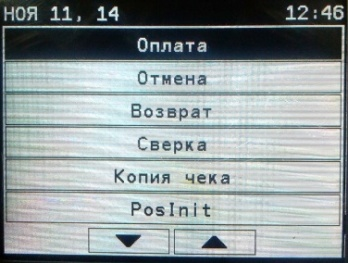 НОЯ 11, 14 12:46
Оплата
Отмена
Возврат
Сверка
Копия чека
PosInit